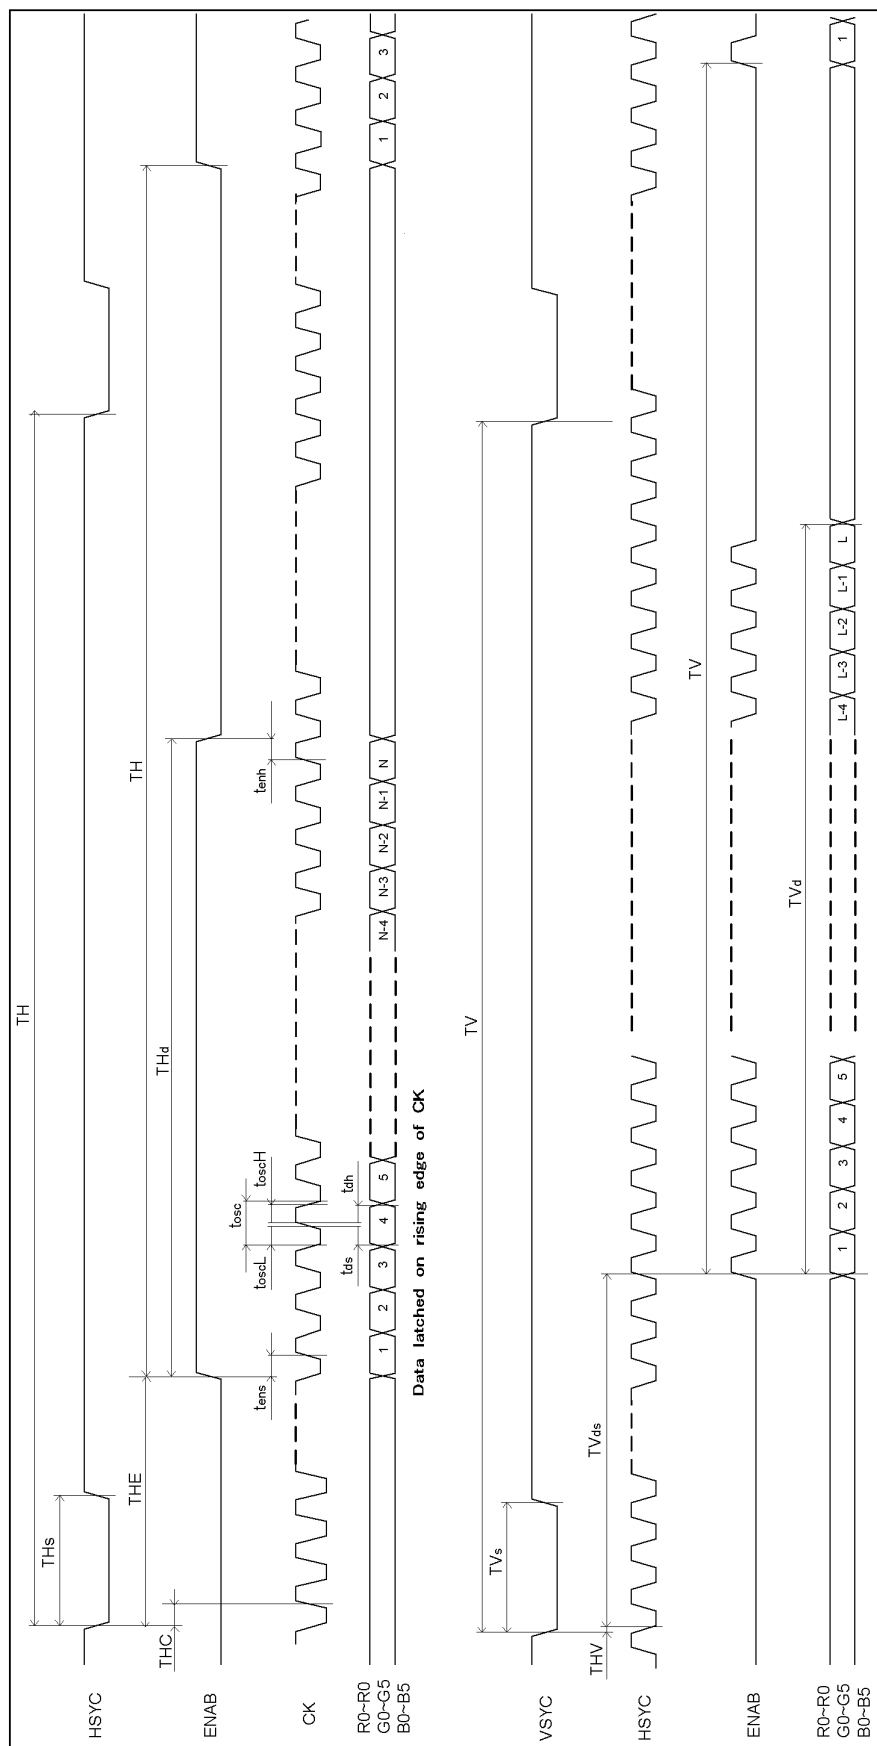 HSYC
THs
TH
ENAB
THC
THE
THd
TH
CK
tens
toscL
tosc
toscH
tenh
R0~R0
G0~G5
B0~B5
tds
tdh
1
2
3
4
5
N-4
N-3
N-2
N-1
N
1
2
3
Data latched on rising edge of CK
VSYC
TVs
TV
HSYC
THV
TVds
ENAB
TV
R0~R0
G0~G5
B0~B5
TVd
1
2
3
4
5
L-4
L-3
L-2
L-1
L
1